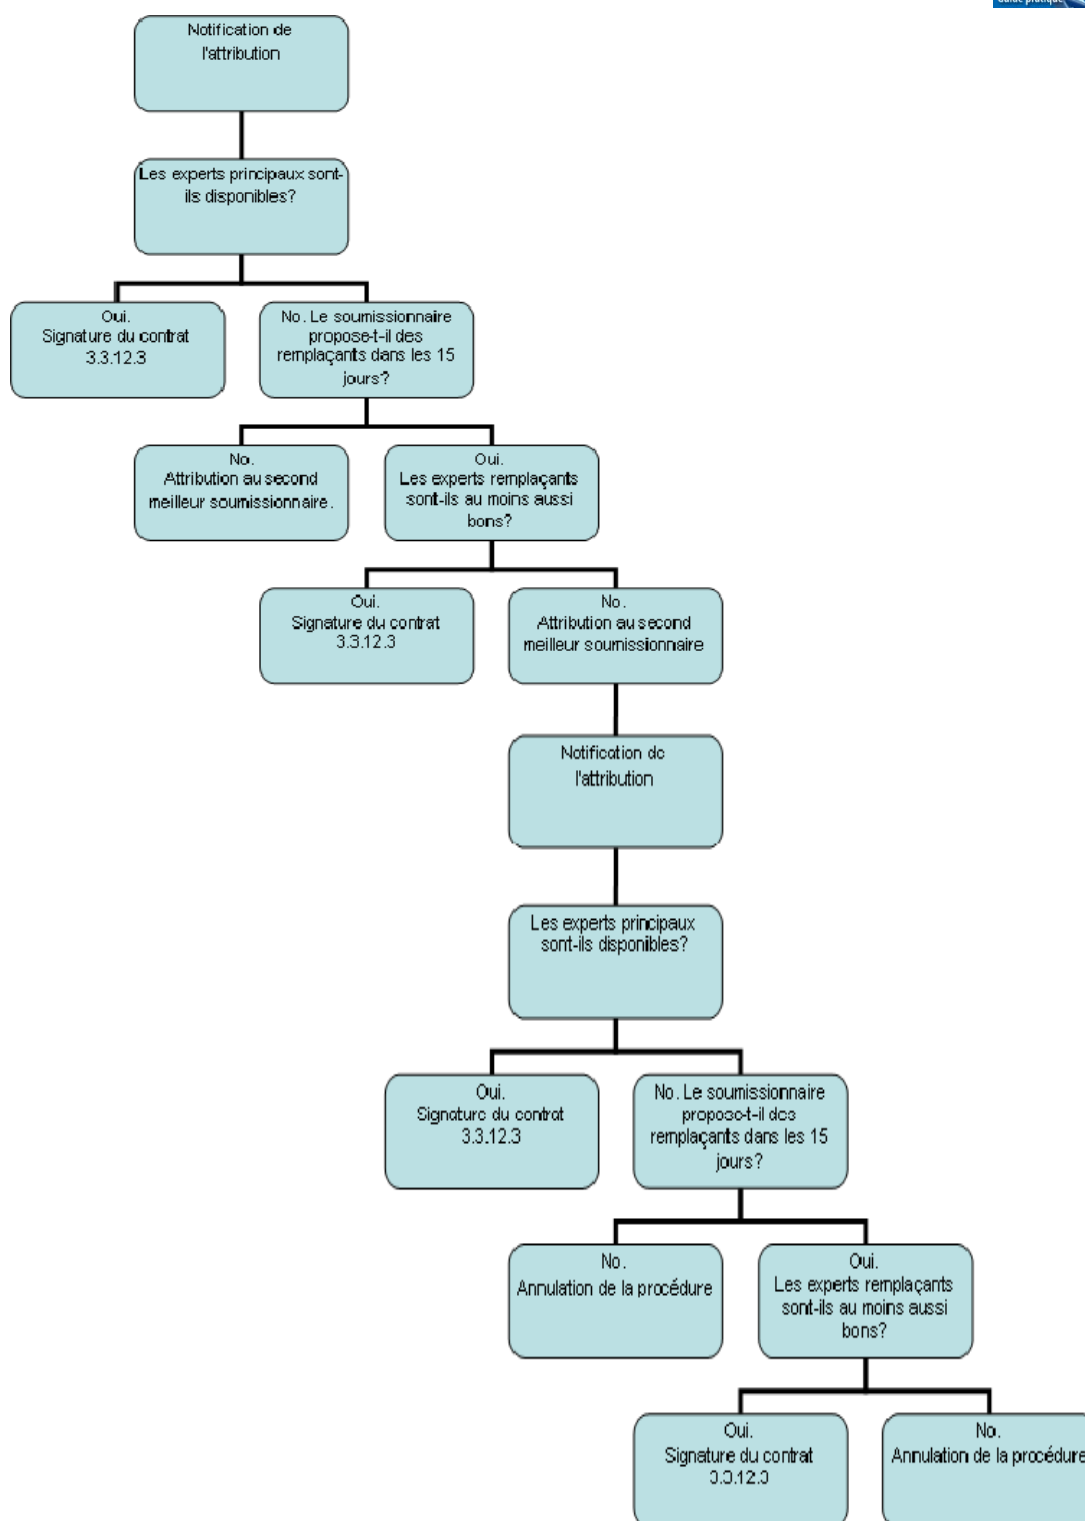 Guide pratique
Notification de
l'attribution
Les experts principaux sont-
ils disponibles?
Oui.
Signature du contrat
3.3.12.3
No. Le soumissionnaire
propose-t-il des
remplaçants dans les 15
jours?
No.
Attribution au second
meilleur soumissionnaire.
Oui.
Les experts remplaçants
sont-ils au moins aussi
bons?
Oui.
Signature du contrat
3.3.12.3
No.
Attribution au second
meilleur soumissionnaire
Notification de
l'attribution
Les experts principaux
sont-ils disponibles?
Oui.
Signature du contrat
3.3.12.3
No. Le soumissionnaire
propose-t-il des
remplaçants dans les 15
jours?
No.
Annulation de la procédure
Oui.
Les experts remplaçants
sont-ils au moins aussi
bons?
Oui.
Signature du contrat
3.3.12.3
No.
Annulation de la procédure